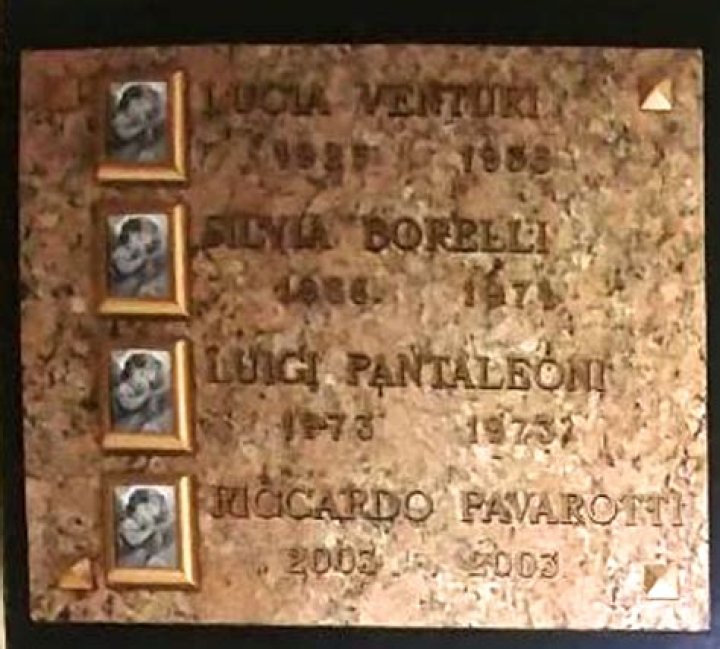 LUCIA VENTURI
SILVIA BORELLI
LUIGI PANTALEONI
1973 1973
RICCARDO PAVAROTTI
2003 2003